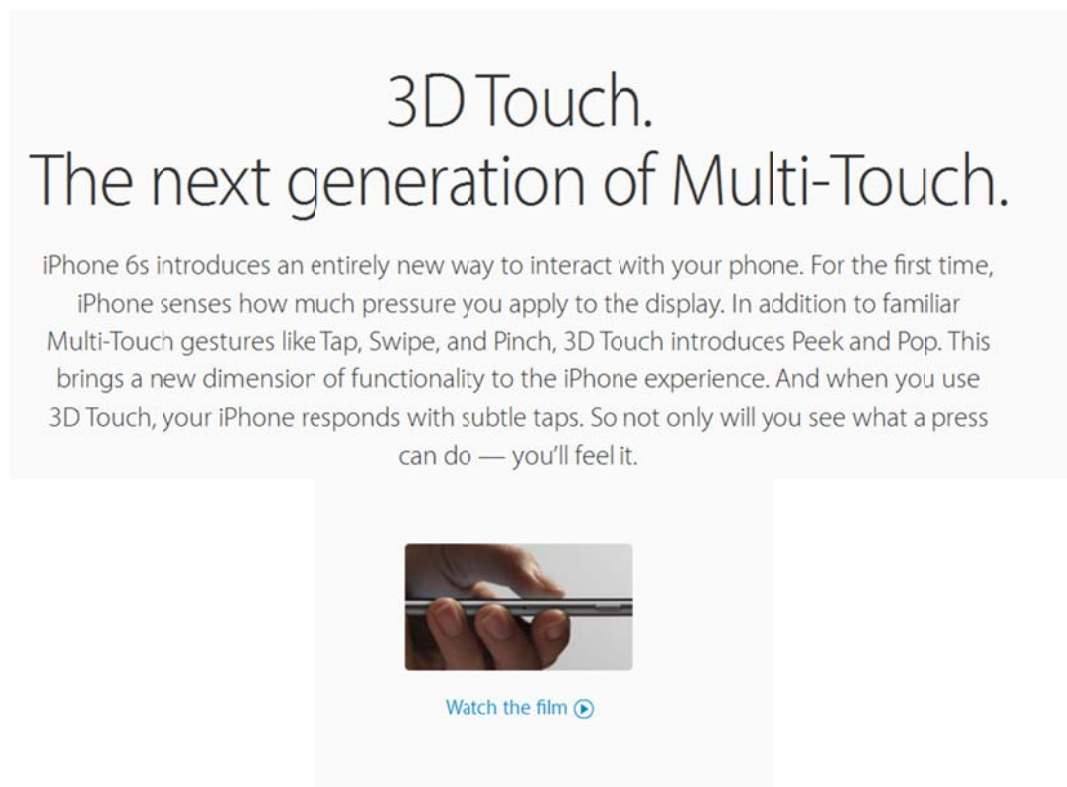 3D Touch.
The next generation of Multi-Touch.
iPhone 6s introduces an entirely new way to interact with your phone. For the first time,
iPhone senses how much pressure you apply to the display. In addition to familiar
Multi-Touch gestures like Tap, Swipe, and Pinch, 3D Touch introduces Peek and Pop. This
brings a new dimension of functionality to the iPhone experience. And when you use
3D Touch, your iPhone responds with subtle taps. So not only will you see what a press
can do — you'll feel it.
Watch the film